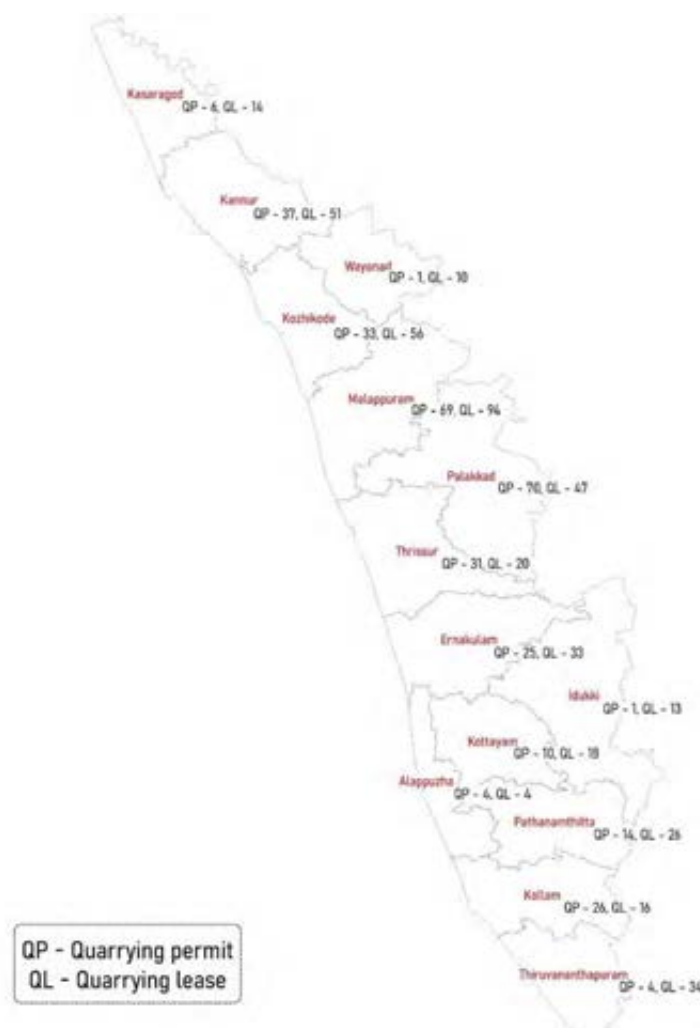 Kasaragod
QP - 6, QL - 14
Kannur
QP - 37, QL - 51
Wayanad
QP - 1, QL - 10
Kozhikode
QP - 33, QL - 56
Malappuram
QP - 69, QL - 94
Palakkad
QP - 70, QL - 47
Thrissur
QP - 31, QL - 20
Ernakulam
QP - 25, QL - 33
Idukki
QP - 1, QL - 13
Kottayam
QP - 10, QL - 18
Alappuzha
QP - 4, QL - 4
Pathanamthitta
QP - 14, QL - 26
Kollam
QP - 26, QL - 16
Thiruvananthapuram
QP - 4, QL - 34
QP - Quarrying permit
QL - Quarrying lease